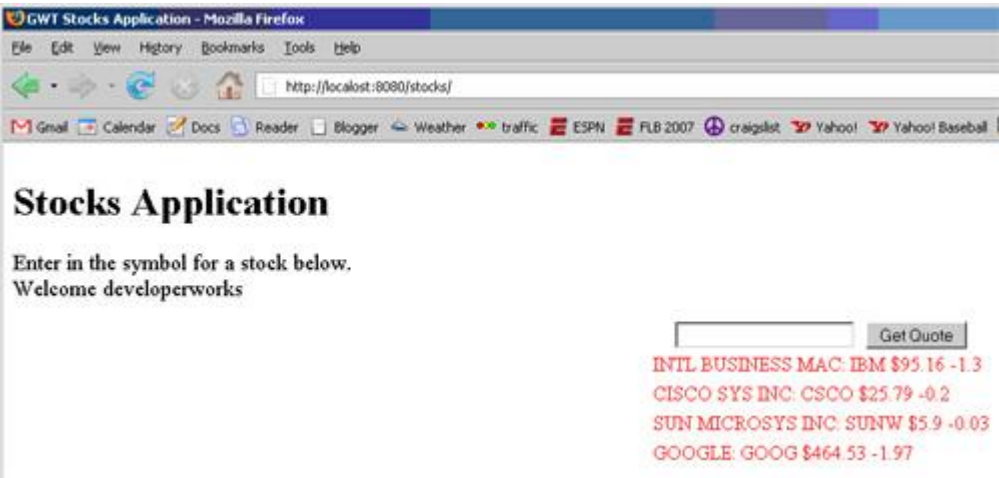 GWT Stocks Application - Mozilla Firefox
File Edit View History Bookmarks Tools Help
http://localost:8080/stocks/
Gmail Calendar Docs Reader Blogger Weather traffic ESPN FLB 2007 craigslist Yahoo! Yahoo! Baseball
Stocks Application
Enter in the symbol for a stock below.
Welcome developerworks
Get Quote
INTL BUSINESS MAC: IBM $95.16 -1.3
CISCO SYS INC: CSCO $25.79 -0.2
SUN MICROSYS INC: SUNW $5.9 -0.03
GOOGLE: GOOG $464.53 -1.97